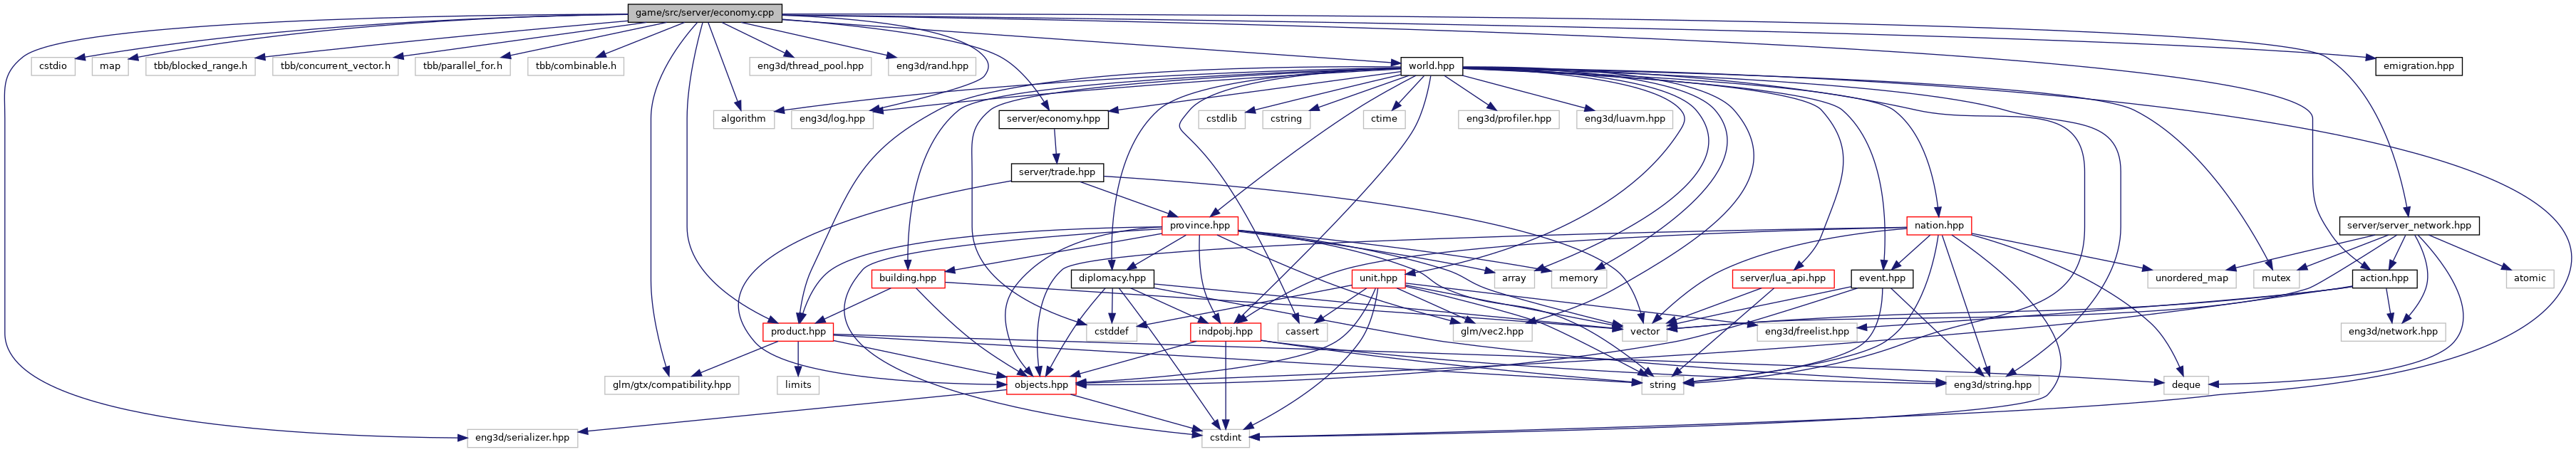 game/src/server/economy.cpp
cstdio
map
tbb/blocked_range.h
tbb/concurrent_vector.h
tbb/parallel_for.h
tbb/combinable.h
eng3d/thread_pool.hpp
eng3d/rand.hpp
world.hpp
emigration.hpp
algorithm
eng3d/log.hpp
server/economy.hpp
cstdlib
cstring
ctime
eng3d/profiler.hpp
eng3d/luavm.hpp
server/trade.hpp
province.hpp
nation.hpp
server/server_network.hpp
building.hpp
diplomacy.hpp
unit.hpp
array
memory
server/lua_api.hpp
event.hpp
unordered_map
mutex
action.hpp
atomic
product.hpp
cstddef
indpobj.hpp
cassert
glm/vec2.hpp
vector
eng3d/freelist.hpp
eng3d/network.hpp
glm/gtx/compatibility.hpp
limits
objects.hpp
string
eng3d/string.hpp
deque
eng3d/serializer.hpp
cstdint